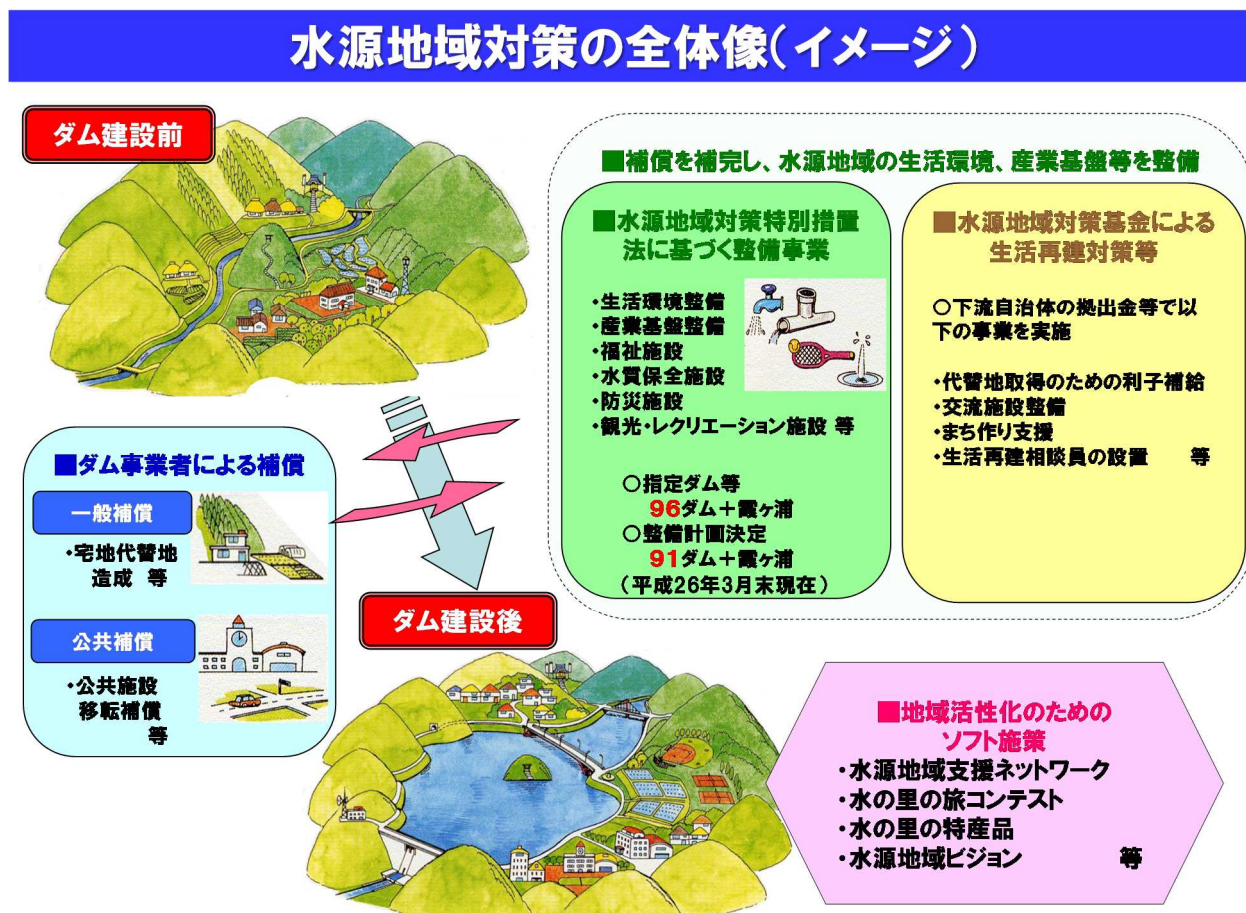 水源地域対策の全体像(イメージ)
ダム建設前
■補償を補完し、水源地域の生活環境、産業基盤等を整備
■水源地域対策特別措置
法に基づく整備事業
・生活環境整備
・産業基盤整備
・福祉施設
・水質保全施設
・防災施設
・観光・レクリエーション施設 等
○指定ダム等
96ダム+霞ヶ浦
○整備計画決定
91ダム+霞ヶ浦
(平成26年3月末現在)
■水源地域対策基金による
生活再建対策等
○下流自治体の拠出金等で以
下の事業を実施
・代替地取得のための利子補給
・交流施設整備
・まち作り支援
・生活再建相談員の設置 等
■ダム事業者による補償
一般補償
・宅地代替地
造成 等
公共補償
・公共施設
移転補償
等
ダム建設後
■地域活性化のための
ソフト施策
・水源地域支援ネットワーク
・水の里の旅コンテスト
・水の里の特産品
・水源地域ビジョン 等